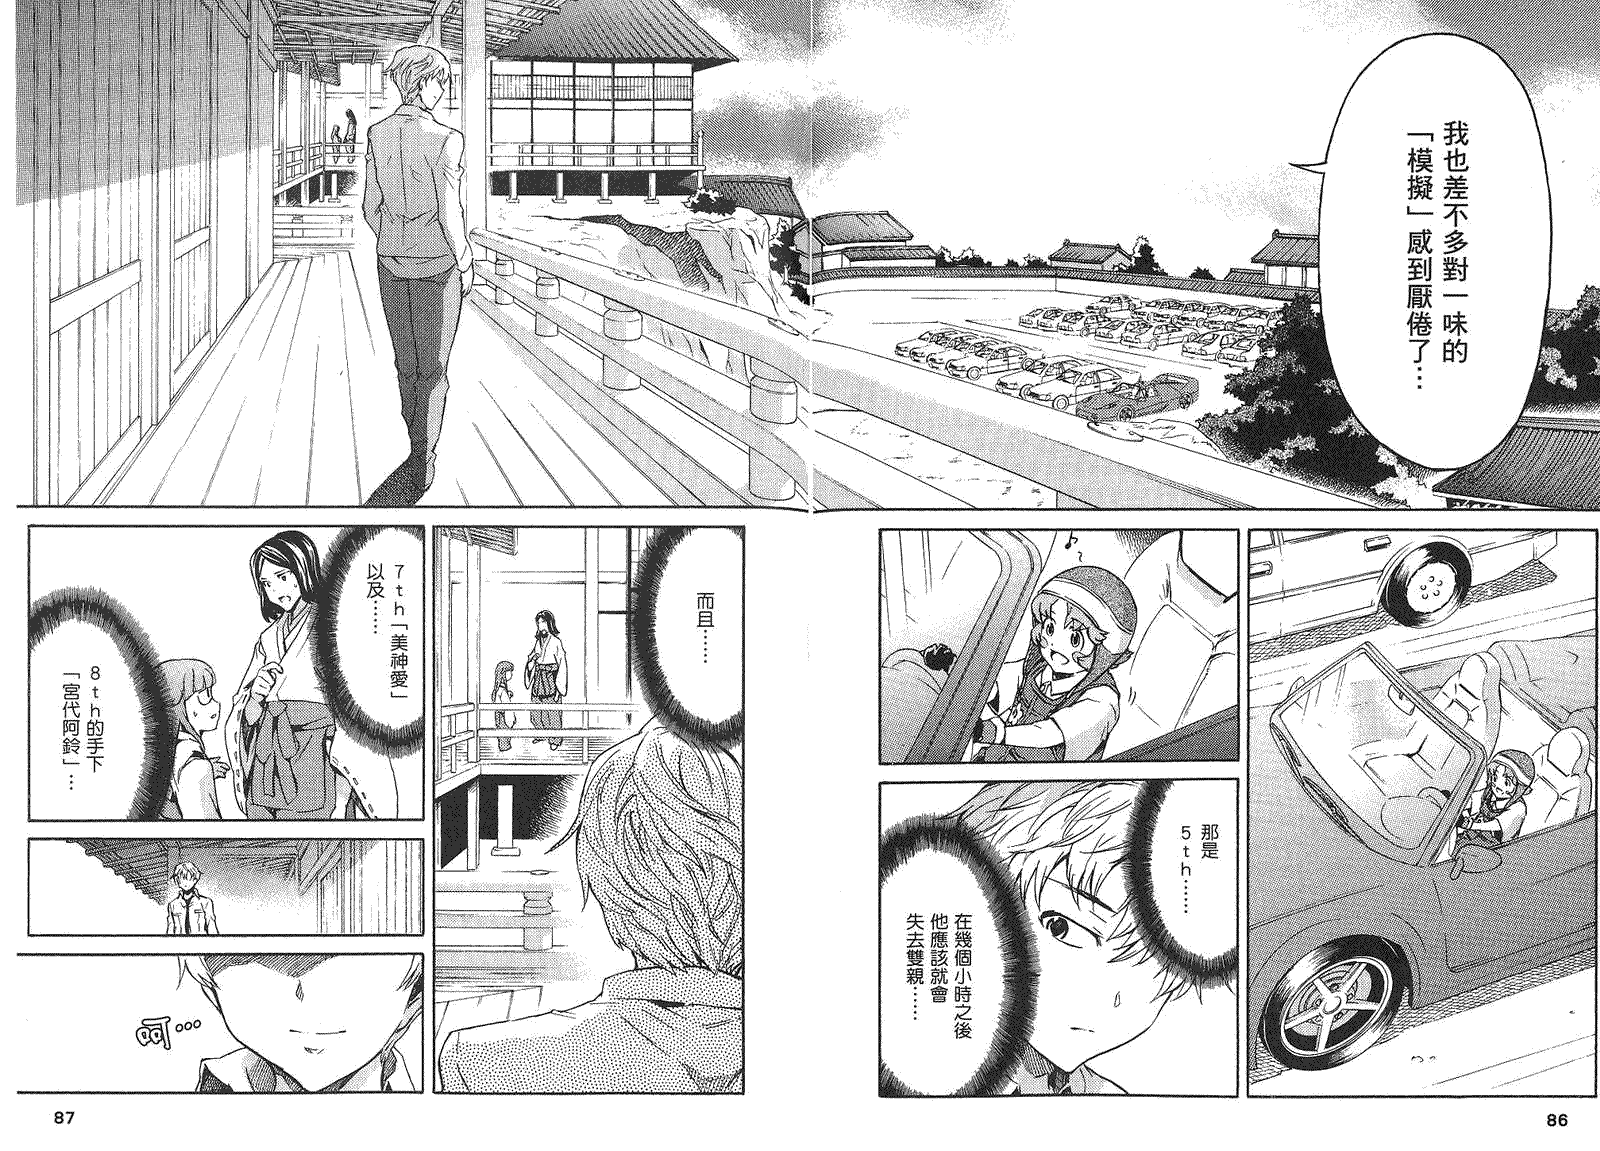 我也差不多對一味的
「模擬」感到厭倦了…
♪
那是
5th……
在幾個小時之後
他應該就會
失去雙親……
86
而且……
7th「美神愛」
以及……
8th的手下
「宮代阿鈴」…
呵…
87